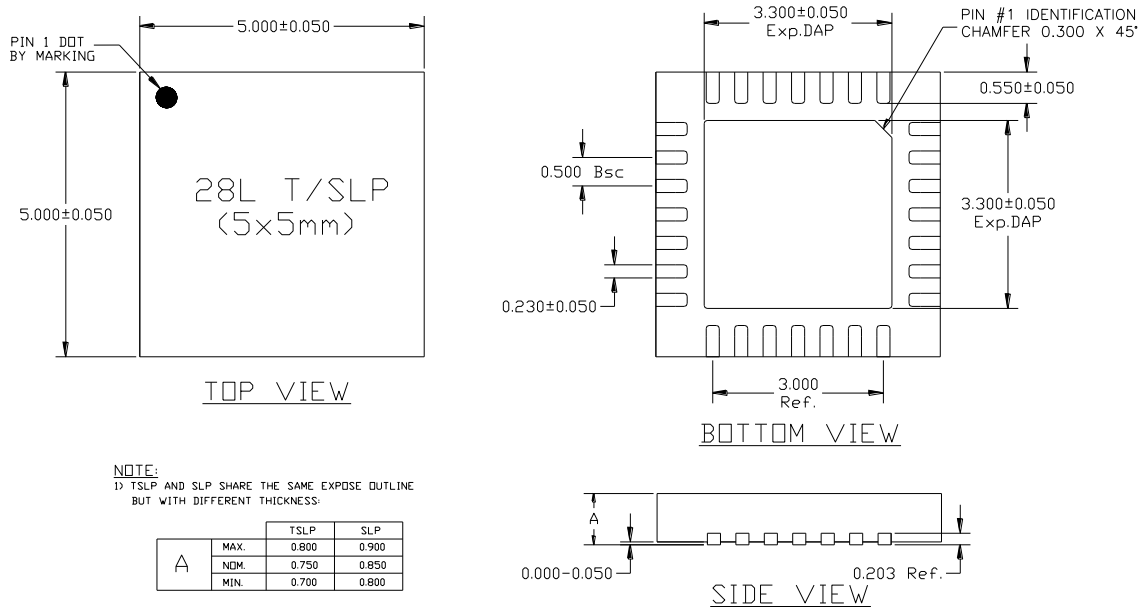 5.000±0.050
PIN 1 DOT
BY MARKING
5.000±0.050
28L T/SLP
(5x5mm)
TOP VIEW
3.300±0.050
Exp.DAP
PIN #1 IDENTIFICATION
CHAMFER 0.300 X 45°
0.550±0.050
0.500 Bsc
3.300±0.050
Exp.DAP
0.230±0.050
3.000
Ref.
BOTTOM VIEW
NOTE:
1) TSLP AND SLP SHARE THE SAME EXPOSE OUTLINE
BUT WITH DIFFERENT THICKNESS:
TSLP SLP
A
MAX. 0.800 0.900
NOM. 0.750 0.850
MIN. 0.700 0.800
A
0.000-0.050
0.203 Ref.
SIDE VIEW